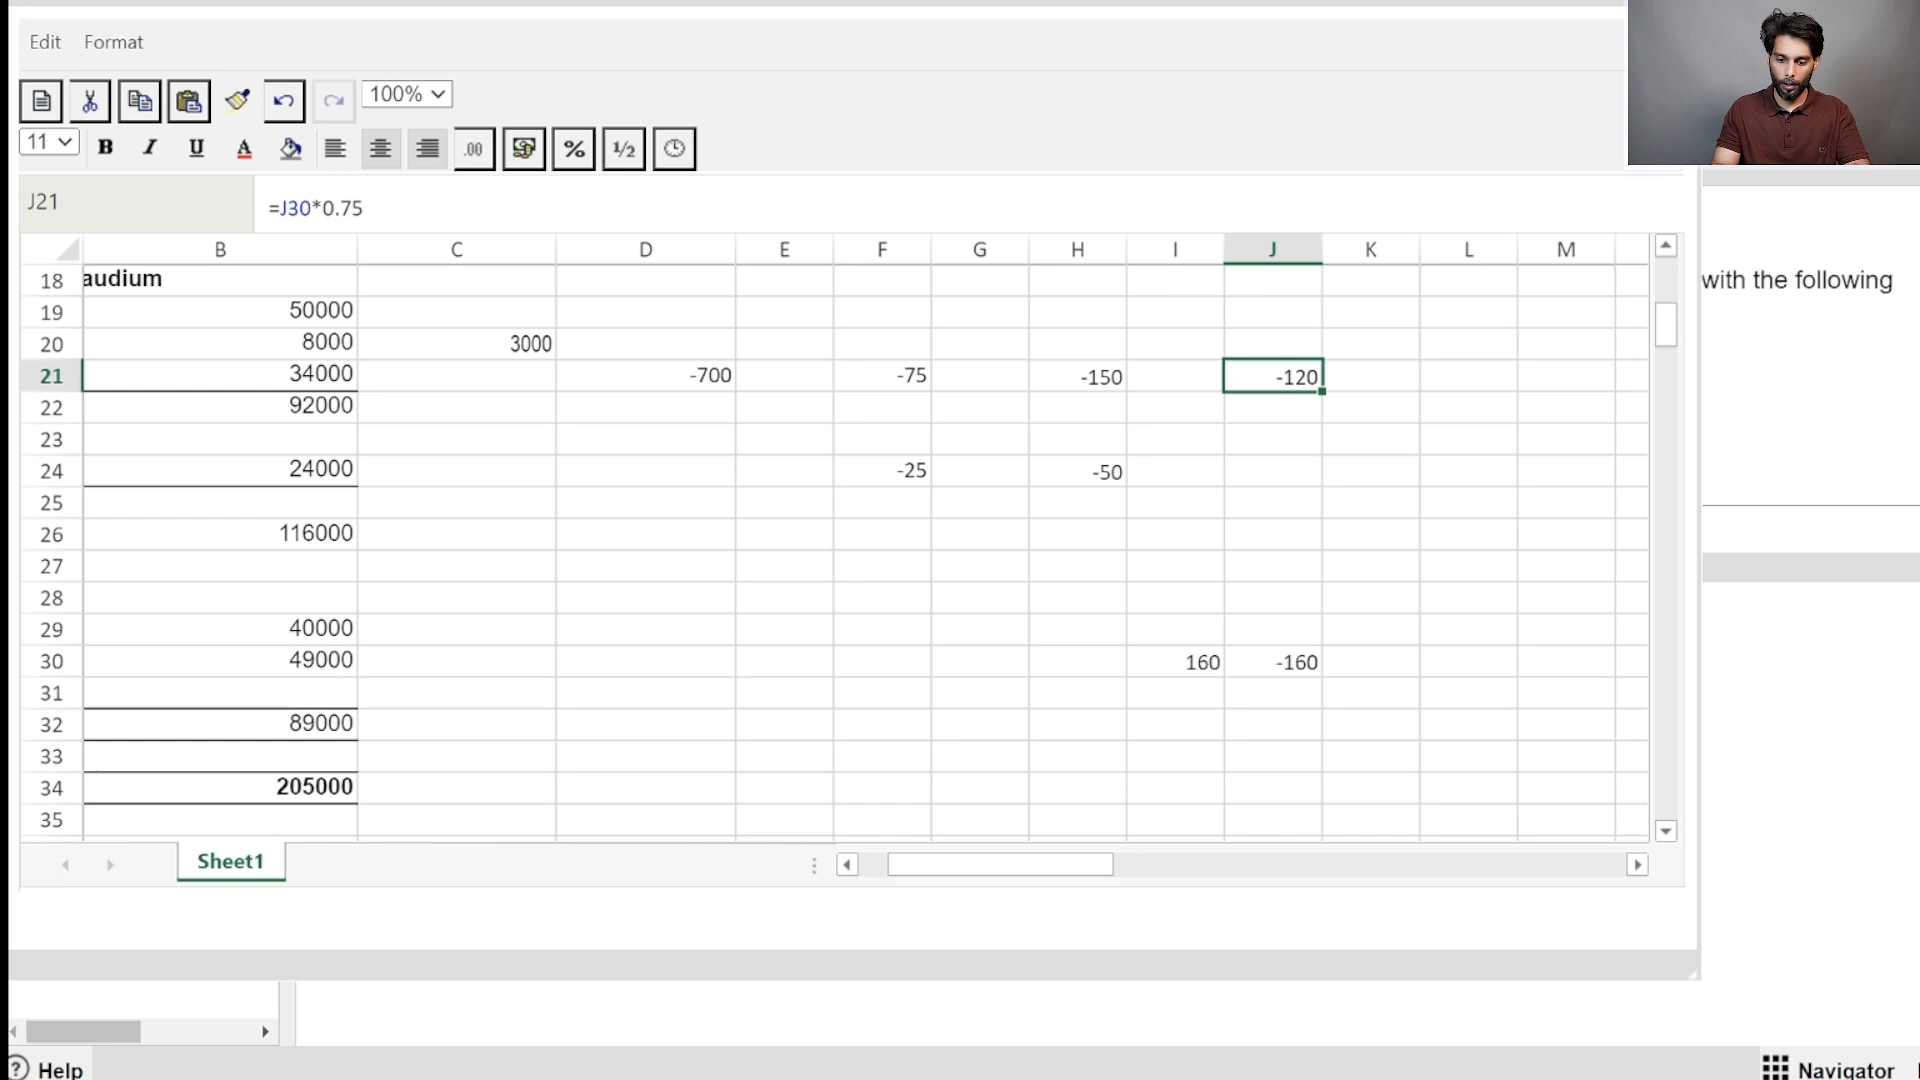 Edit Format
100%
11 B I U A .00 % 1/2
J21 =J30*0.75
B C D E F G H I J K L M
18 audium
19 50000
20 8000 3000
21 34000 -700 -75 -150 -120
22 92000
23
24 24000 -25 -50
25
26 116000
27
28
29 40000
30 49000 160 -160
31
32 89000
33
34 205000
35
Sheet1
with the following
? Help
Navigator